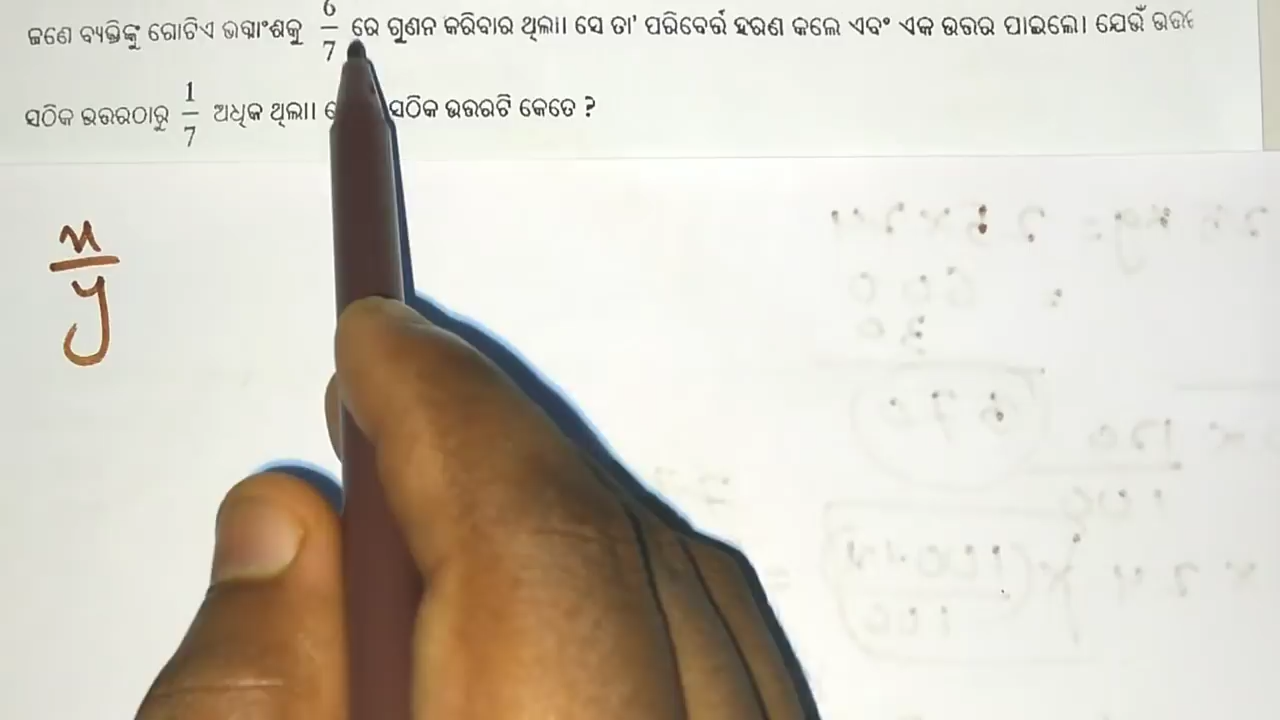 ଜଣେ ବ୍ୟକ୍ତିଙ୍କୁ ଗୋଟିଏ ଭଗ୍ନାଂଶକୁ 6/7 ରେ ଗୁଣନ କରିବାର ଥିଲା। ସେ ତା' ପରିବେର୍ତ୍ତ ହରଣ କଲେ ଏବଂ ଏକ ଉତ୍ତର ପାଇଲେ। ଯେଉଁ
ସଠିକ ଉତ୍ତରଠାରୁ 1/7 ଅଧିକ ଥିଲା। ସଠିକ ଉତ୍ତରଟି କେତେ ?
x/y